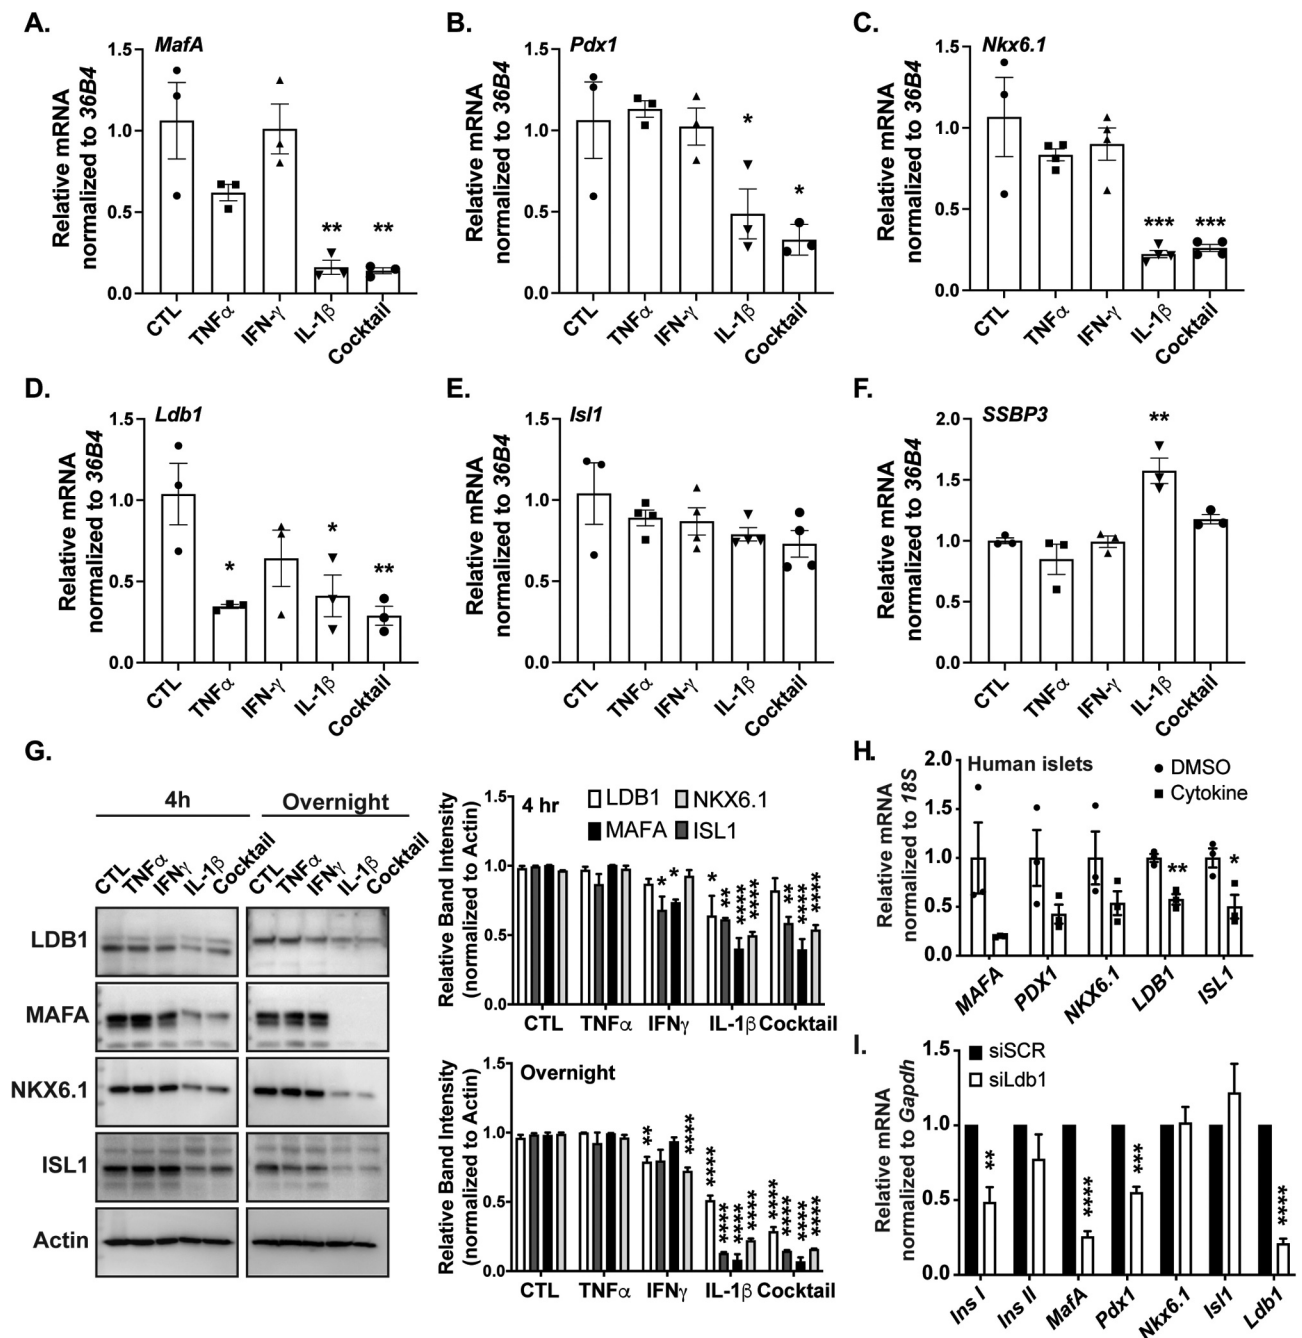 A.
MafA
Relative mRNA
normalized to 36B4
1.5
1.0
0.5
0.0
** **
CTL TNFα IFN-γ IL-1β Cocktail
B.
Pdx1
Relative mRNA
normalized to 36B4
1.5
1.0
0.5
0.0
* *
CTL TNFα IFN-γ IL-1β Cocktail
C.
Nkx6.1
Relative mRNA
normalized to 36B4
1.5
1.0
0.5
0.0
*** ***
CTL TNFα IFN-γ IL-1β Cocktail
D.
Ldb1
Relative mRNA
normalized to 36B4
1.5
1.0
0.5
0.0
* * **
CTL TNFα IFN-γ IL-1β Cocktail
E.
Isl1
Relative mRNA
normalized to 36B4
1.5
1.0
0.5
0.0
CTL TNFα IFN-γ IL-1β Cocktail
F.
SSBP3
Relative mRNA
normalized to 36B4
2.0
1.5
1.0
0.5
0.0
**
CTL TNFα IFN-γ IL-1β Cocktail
G.
4h Overnight
CTL TNFα IFNγ IL-1β Cocktail CTL TNFα IFNγ IL-1β Cocktail
LDB1
MAFA
NKX6.1
ISL1
Actin
Relative Band Intensity
(normalized to Actin)
1.5
1.0
0.5
0.0
4 hr
LDB1 NKX6.1
MAFA ISL1
* * * ** **** **** ** **** ****
CTL TNFα IFNγ IL-1β Cocktail
Relative Band Intensity
(normalized to Actin)
1.5
1.0
0.5
0.0
Overnight
** **** **** **** **** **** **** **** **** ****
CTL TNFα IFNγ IL-1β Cocktail
H.
Human islets
DMSO
Cytokine
Relative mRNA
normalized to 18S
2.0
1.5
1.0
0.5
0.0
** *
MAFA PDX1 NKX6.1 LDB1 ISL1
I.
siSCR
siLdb1
Relative mRNA
normalized to Gapdh
1.5
1.0
0.5
0.0
** **** *** ****
Ins I Ins II MafA Pdx1 Nkx6.1 Isl1 Ldb1